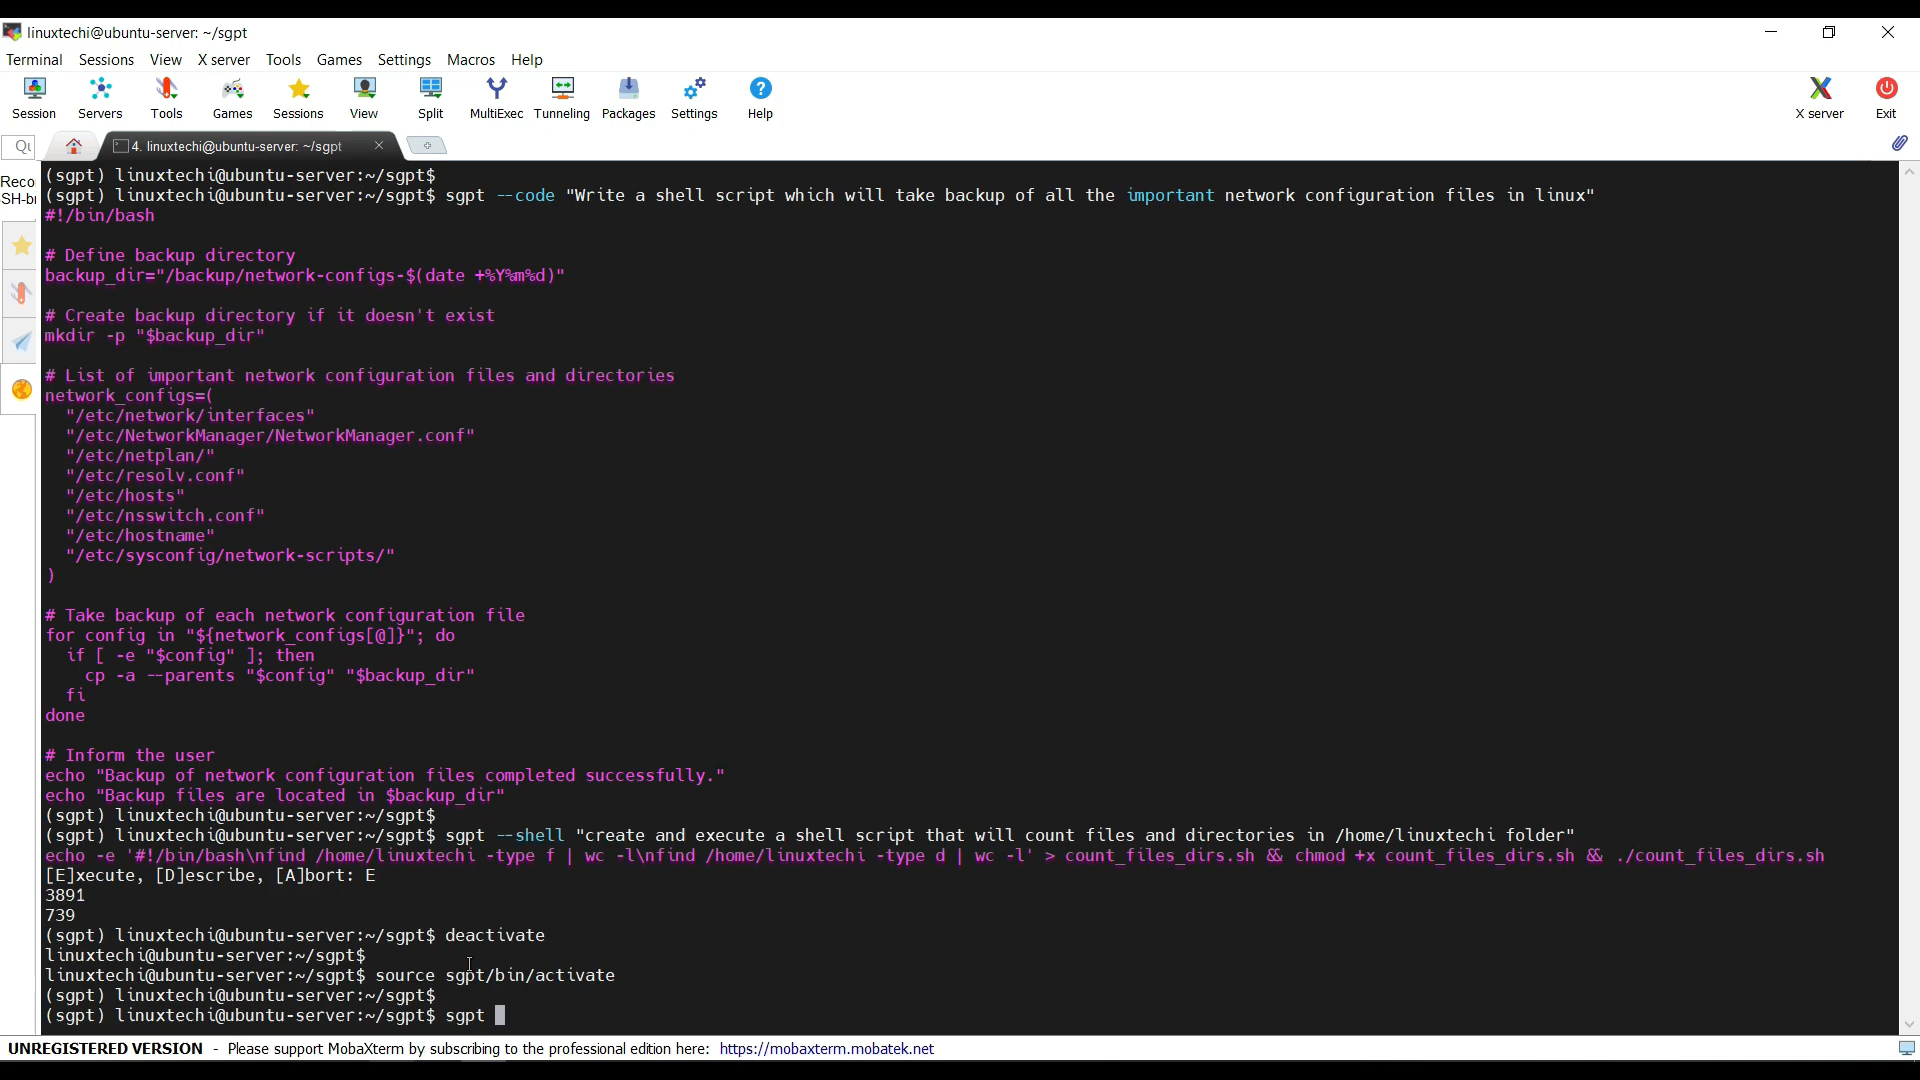 linuxtechi@ubuntu-server: ~/sgpt
Terminal Sessions View X server Tools Games Settings Macros Help
Session Servers Tools Games Sessions View Split MultiExec Tunneling Packages Settings Help X server Exit
4. linuxtechi@ubuntu-server: ~/sgpt
Reco
SH-b
(sgpt) linuxtechi@ubuntu-server:~/sgpt$
(sgpt) linuxtechi@ubuntu-server:~/sgpt$ sgpt --code "Write a shell script which will take backup of all the important network configuration files in linux"
#!/bin/bash
# Define backup directory
backup_dir="/backup/network-configs-$(date +%Y%m%d)"
# Create backup directory if it doesn't exist
mkdir -p "$backup_dir"
# List of important network configuration files and directories
network_configs=(
"/etc/network/interfaces"
"/etc/NetworkManager/NetworkManager.conf"
"/etc/netplan/"
"/etc/resolv.conf"
"/etc/hosts"
"/etc/nsswitch.conf"
"/etc/hostname"
"/etc/sysconfig/network-scripts/"
)
# Take backup of each network configuration file
for config in "${network_configs[@]}"; do
if [ -e "$config" ]; then
cp -a --parents "$config" "$backup_dir"
fi
done
# Inform the user
echo "Backup of network configuration files completed successfully."
echo "Backup files are located in $backup_dir"
(sgpt) linuxtechi@ubuntu-server:~/sgpt$
(sgpt) linuxtechi@ubuntu-server:~/sgpt$ sgpt --shell "create and execute a shell script that will count files and directories in /home/linuxtechi folder"
echo -e '#!/bin/bash\nfind /home/linuxtechi -type f | wc -l\nfind /home/linuxtechi -type d | wc -l' > count_files_dirs.sh && chmod +x count_files_dirs.sh && ./count_files_dirs.sh
[E]xecute, [D]escribe, [A]bort: E
3891
739
(sgpt) linuxtechi@ubuntu-server:~/sgpt$ deactivate
linuxtechi@ubuntu-server:~/sgpt$
linuxtechi@ubuntu-server:~/sgpt$ source sgpt/bin/activate
(sgpt) linuxtechi@ubuntu-server:~/sgpt$
(sgpt) linuxtechi@ubuntu-server:~/sgpt$ sgpt
UNREGISTERED VERSION - Please support MobaXterm by subscribing to the professional edition here: https://mobaxterm.mobatek.net